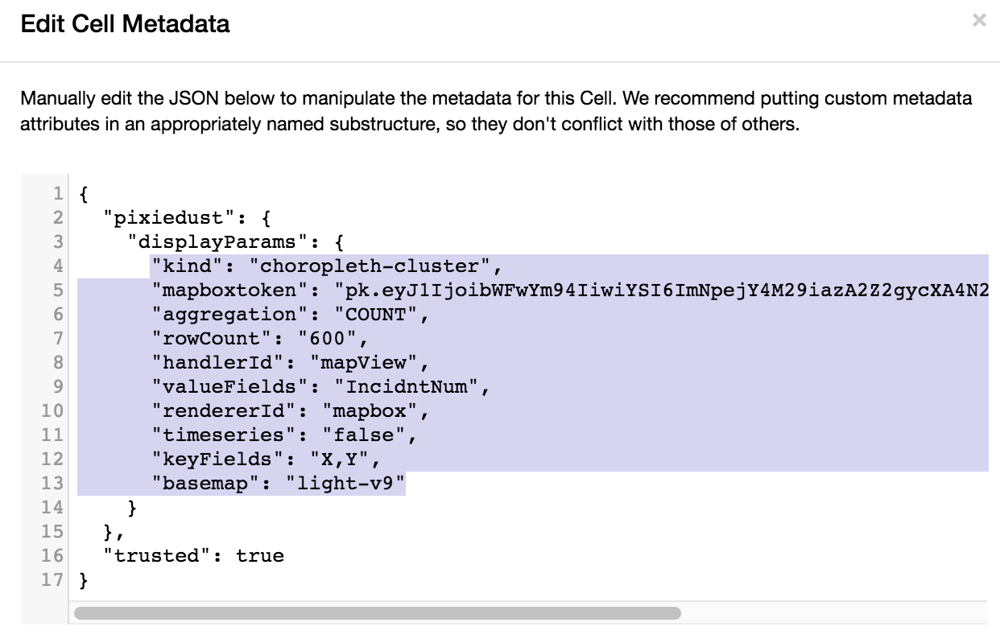 Edit Cell Metadata
×
Manually edit the JSON below to manipulate the metadata for this Cell. We recommend putting custom metadata
attributes in an appropriately named substructure, so they don't conflict with those of others.
1 {
2   "pixiedust": {
3     "displayParams": {
4       "kind": "choropleth-cluster",
5       "mapboxtoken": "pk.eyJ1IjoibWFwYm94IiwiYSI6ImNpejY4M29iazA2Z2gycXA4N2
6       "aggregation": "COUNT",
7       "rowCount": "600",
8       "handlerId": "mapView",
9       "valueFields": "IncidntNum",
10       "rendererId": "mapbox",
11       "timeseries": "false",
12       "keyFields": "X,Y",
13       "basemap": "light-v9"
14     }
15   },
16   "trusted": true
17 }